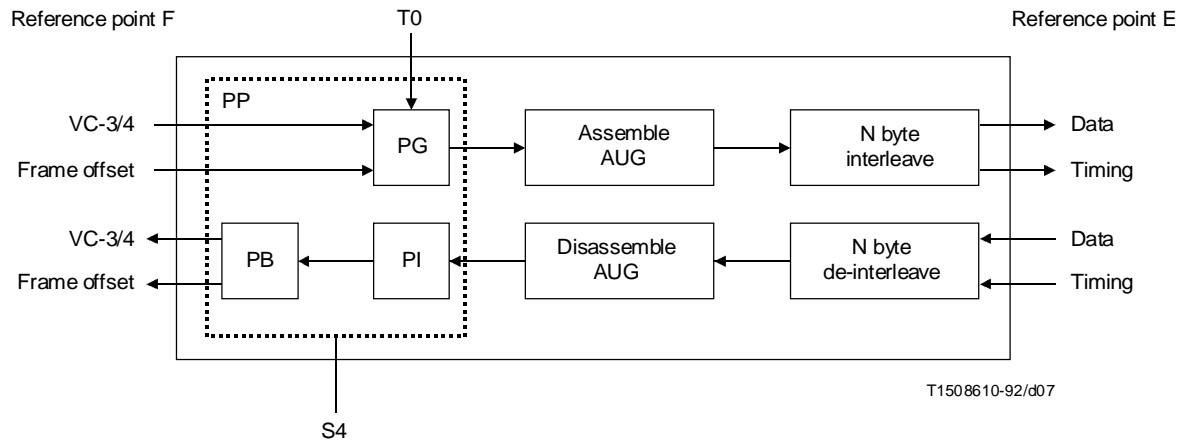 Reference point F
T0
Reference point E
PP
VC-3/4
Frame offset
PG
Assemble
AUG
N byte
interleave
Data
Timing
VC-3/4
Frame offset
PB
PI
Disassemble
AUG
N byte
de-interleave
Data
Timing
T1508610-92/d07
S4